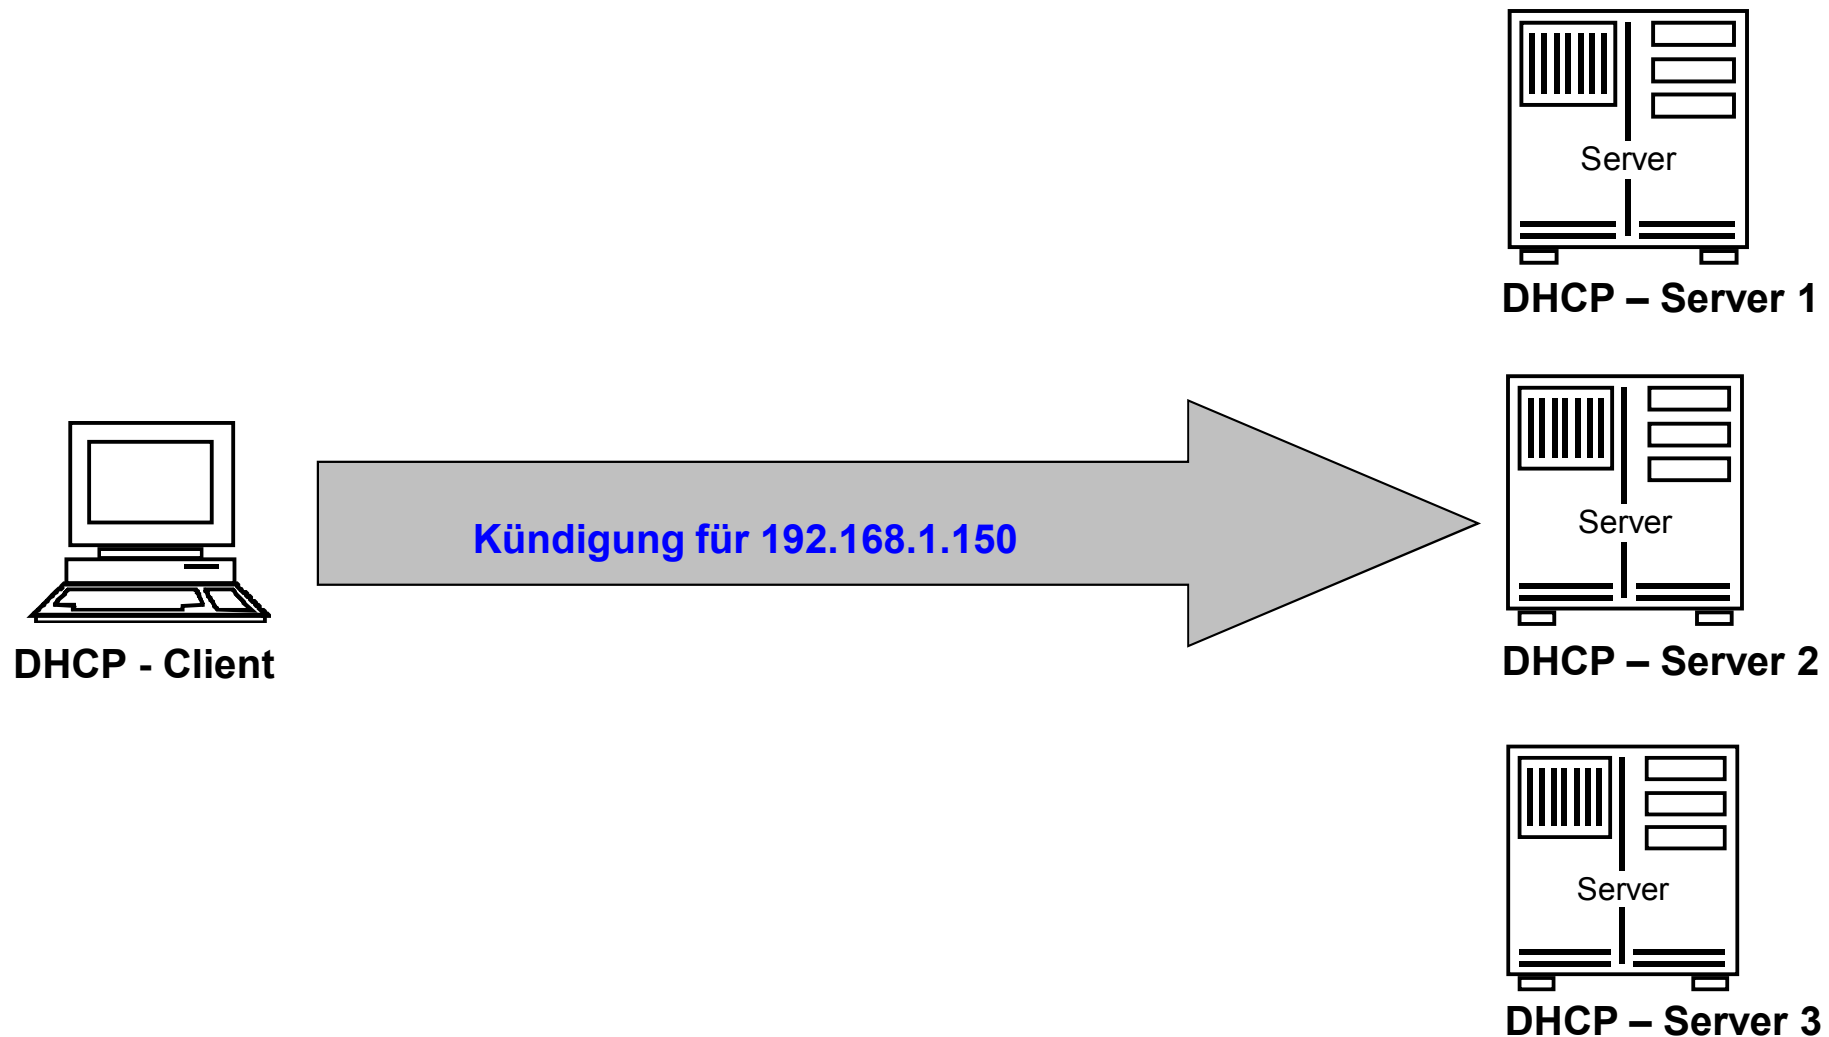 Server
DHCP – Server 1
Kündigung für 192.168.1.150
Server
DHCP - Client
DHCP – Server 2
Server
DHCP – Server 3